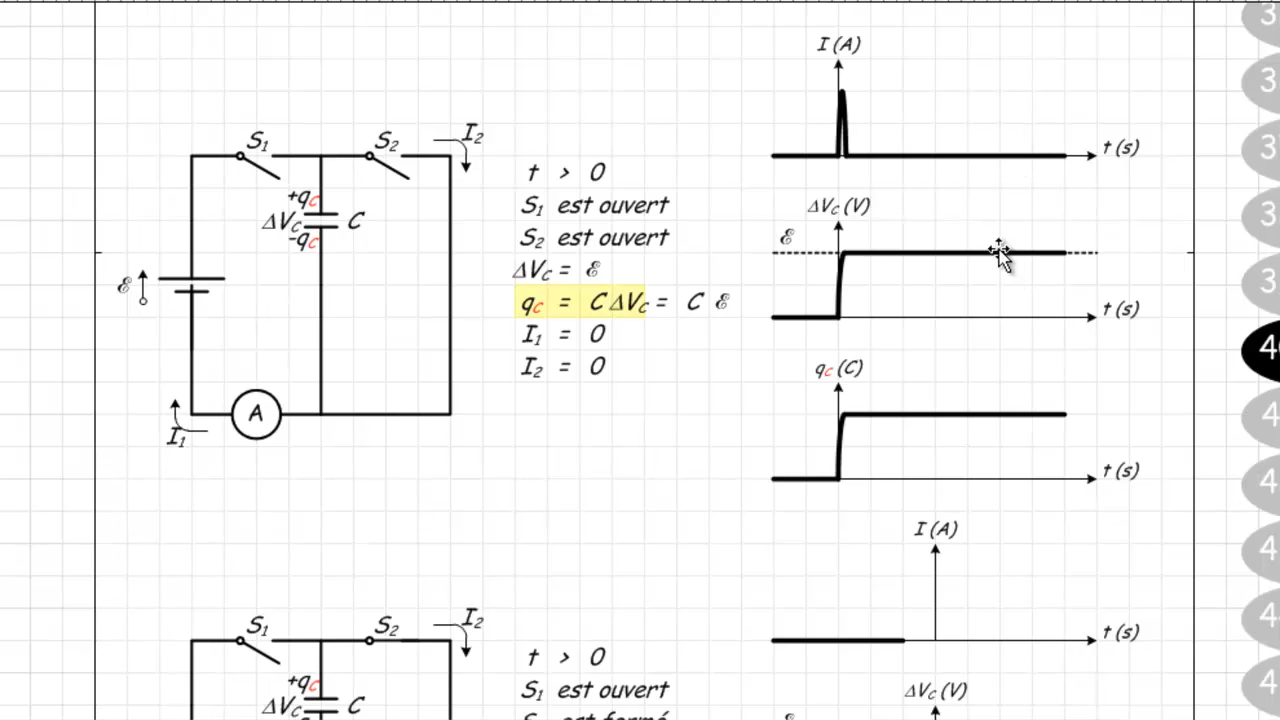 I (A)
t (s)
S1
S2
I2
t > 0
+qc
S1 est ouvert
ΔVc (V)
ΔVc
C
-qc
S2 est ouvert
ℰ
ΔVc = ℰ
ℰ
qc = C ΔVc = C ℰ
t (s)
I1 = 0
I2 = 0
qc (C)
A
I1
t (s)
I (A)
S1
S2
I2
t (s)
t > 0
+qc
S1 est ouvert
ΔVc (V)
ΔVc
C